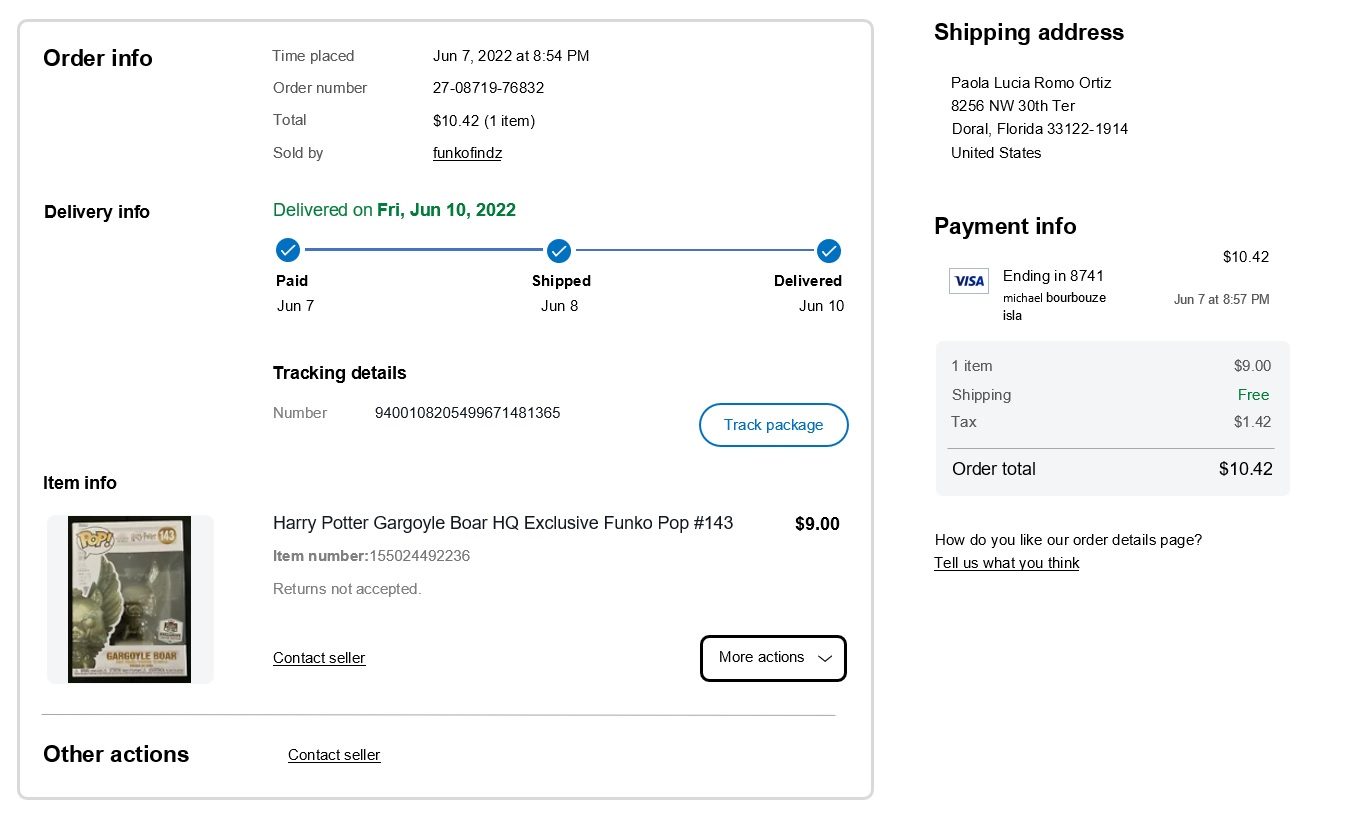 Order info
Time placed Jun 7, 2022 at 8:54 PM
Order number 27-08719-76832
Total $10.42 (1 item)
Sold by funkofindz
Delivery info
Delivered on Fri, Jun 10, 2022
Paid Shipped Delivered
Jun 7 Jun 8 Jun 10
Tracking details
Number 9400108205499671481365
Track package
Item info
Harry Potter Gargoyle Boar HQ Exclusive Funko Pop #143 $9.00
Item number:155024492236
Returns not accepted.
POP!
143
GARGOYLE BOAR
Contact seller
More actions
Other actions
Contact seller
Shipping address
Paola Lucia Romo Ortiz
8256 NW 30th Ter
Doral, Florida 33122-1914
United States
Payment info
$10.42
VISA Ending in 8741
michael bourbouze
isla
Jun 7 at 8:57 PM
1 item $9.00
Shipping Free
Tax $1.42
Order total $10.42
How do you like our order details page?
Tell us what you think